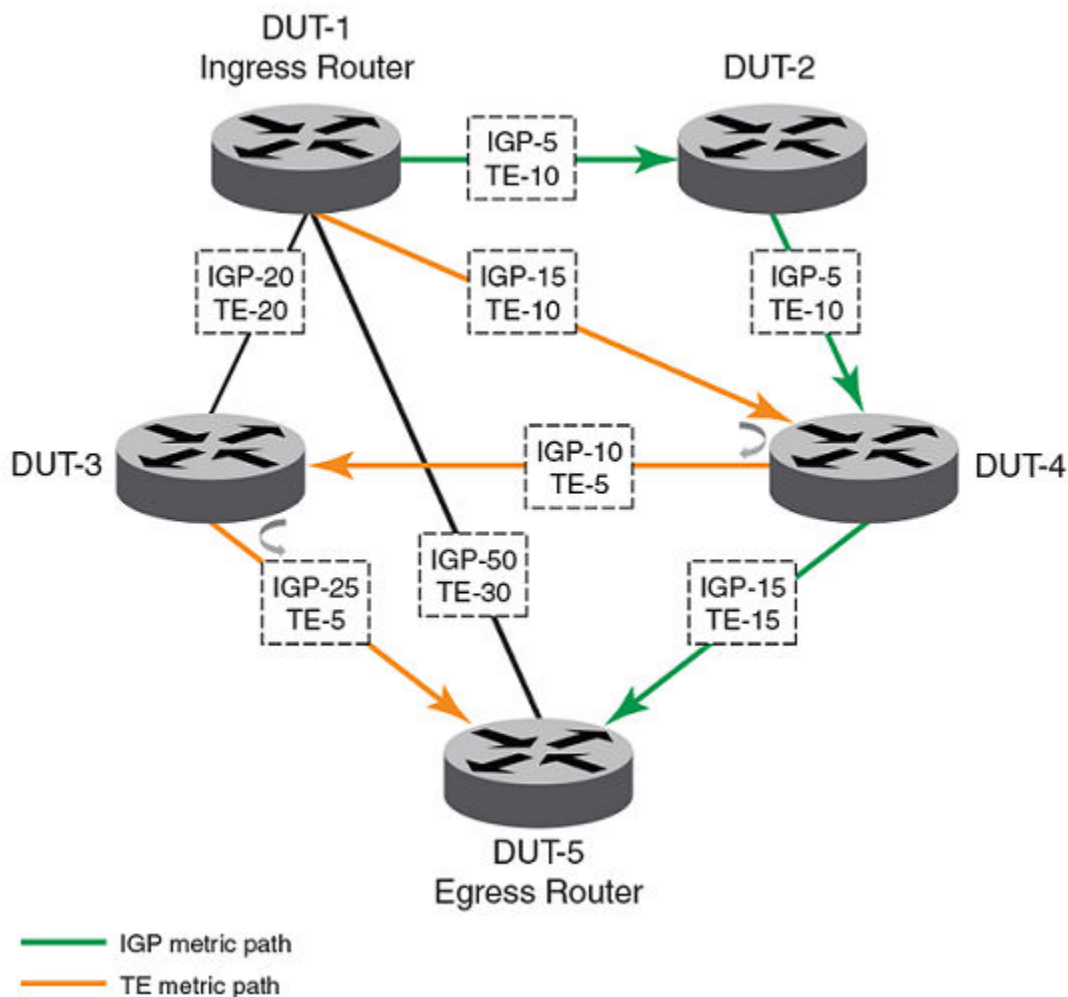 DUT-1
Ingress Router
DUT-2
IGP-5
TE-10
IGP-20
TE-20
IGP-15
TE-10
IGP-5
TE-10
DUT-3
IGP-10
TE-5
DUT-4
IGP-25
TE-5
IGP-50
TE-30
IGP-15
TE-15
DUT-5
Egress Router
IGP metric path
TE metric path